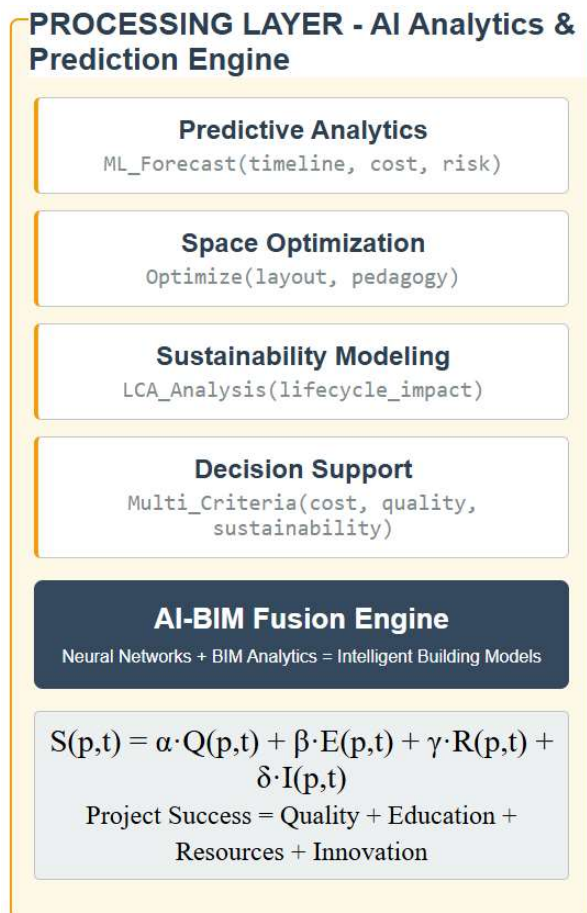 PROCESSING LAYER - AI Analytics &
Prediction Engine
Predictive Analytics
ML_Forecast(timeline, cost, risk)
Space Optimization
Optimize(layout, pedagogy)
Sustainability Modeling
LCA_Analysis(lifecycle_impact)
Decision Support
Multi_Criteria(cost, quality,
sustainability)
AI-BIM Fusion Engine
Neural Networks + BIM Analytics = Intelligent Building Models
S(p,t) = α·Q(p,t) + β·E(p,t) + γ·R(p,t) +
δ·I(p,t)
Project Success = Quality + Education +
Resources + Innovation